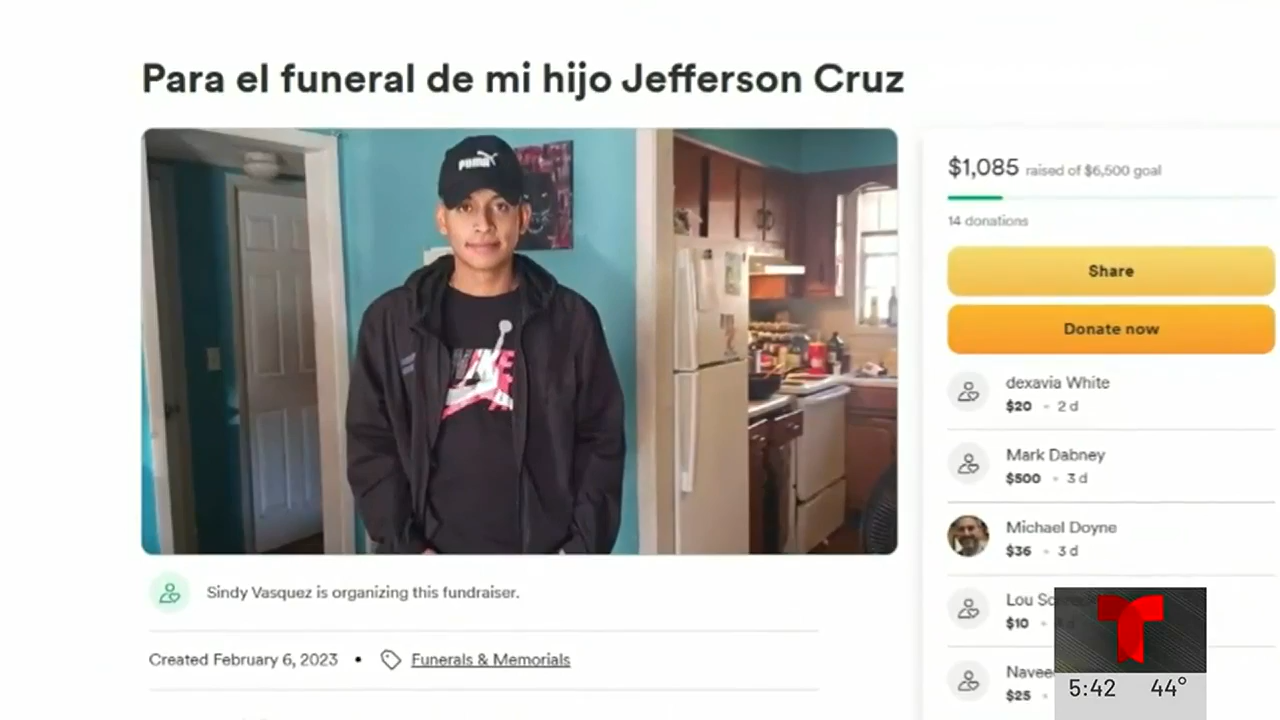 Para el funeral de mi hijo Jefferson Cruz
PUMA
NIKE
$1,085 raised of $6,500 goal
14 donations
Share
Donate now
dexavia White
$20 • 2 d
Mark Dabney
$500 • 3 d
Michael Doyne
$36 • 3 d
Lou
$10
$25
Sindy Vasquez is organizing this fundraiser.
Created February 6, 2023 • Funerals & Memorials
5:42 44°